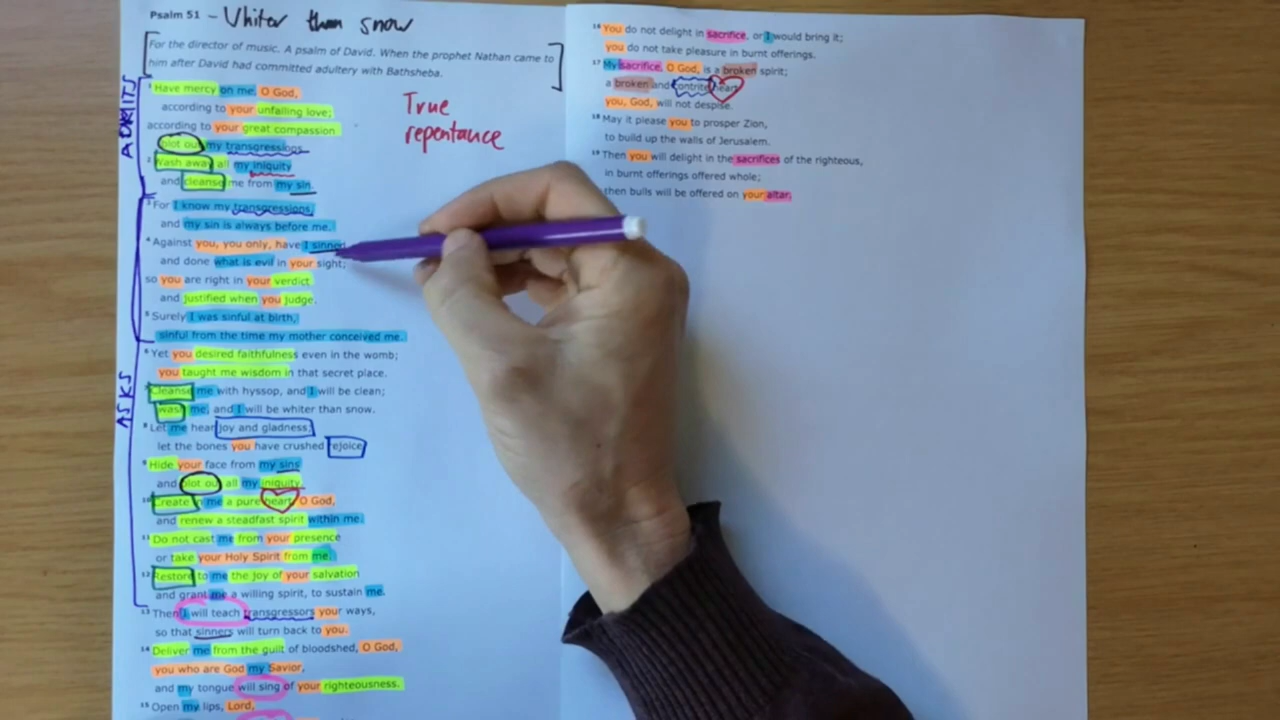 Psalm 51 - Whiter than snow
For the director of music. A psalm of David. When the prophet Nathan came to
him after David had committed adultery with Bathsheba.
True
repentance
ADMITS
ASKS
1 Have mercy on me, O God,
according to your unfailing love;
according to your great compassion
blot out my transgressions.
2 Wash away all my iniquity
and cleanse me from my sin.
3 For I know my transgressions,
and my sin is always before me.
4 Against you, you only, have I sinned
and done what is evil in your sight;
so you are right in your verdict
and justified when you judge.
5 Surely I was sinful at birth,
sinful from the time my mother conceived me.
6 Yet you desired faithfulness even in the womb;
you taught me wisdom in that secret place.
7 Cleanse me with hyssop, and I will be clean;
wash me, and I will be whiter than snow.
8 Let me hear joy and gladness;
let the bones you have crushed rejoice.
9 Hide your face from my sins
and blot out all my iniquity.
10 Create in me a pure heart, O God,
and renew a steadfast spirit within me.
11 Do not cast me from your presence
or take your Holy Spirit from me.
12 Restore to me the joy of your salvation
and grant me a willing spirit, to sustain me.
13 Then I will teach transgressors your ways,
so that sinners will turn back to you.
14 Deliver me from the guilt of bloodshed, O God,
you who are God my Savior,
and my tongue will sing of your righteousness.
15 Open my lips, Lord,
16 You do not delight in sacrifice, or I would bring it;
you do not take pleasure in burnt offerings.
17 My sacrifice, O God, is a broken spirit;
a broken and contrite heart
you, God, will not despise.
18 May it please you to prosper Zion,
to build up the walls of Jerusalem.
19 Then you will delight in the sacrifices of the righteous,
in burnt offerings offered whole;
then bulls will be offered on your altar.